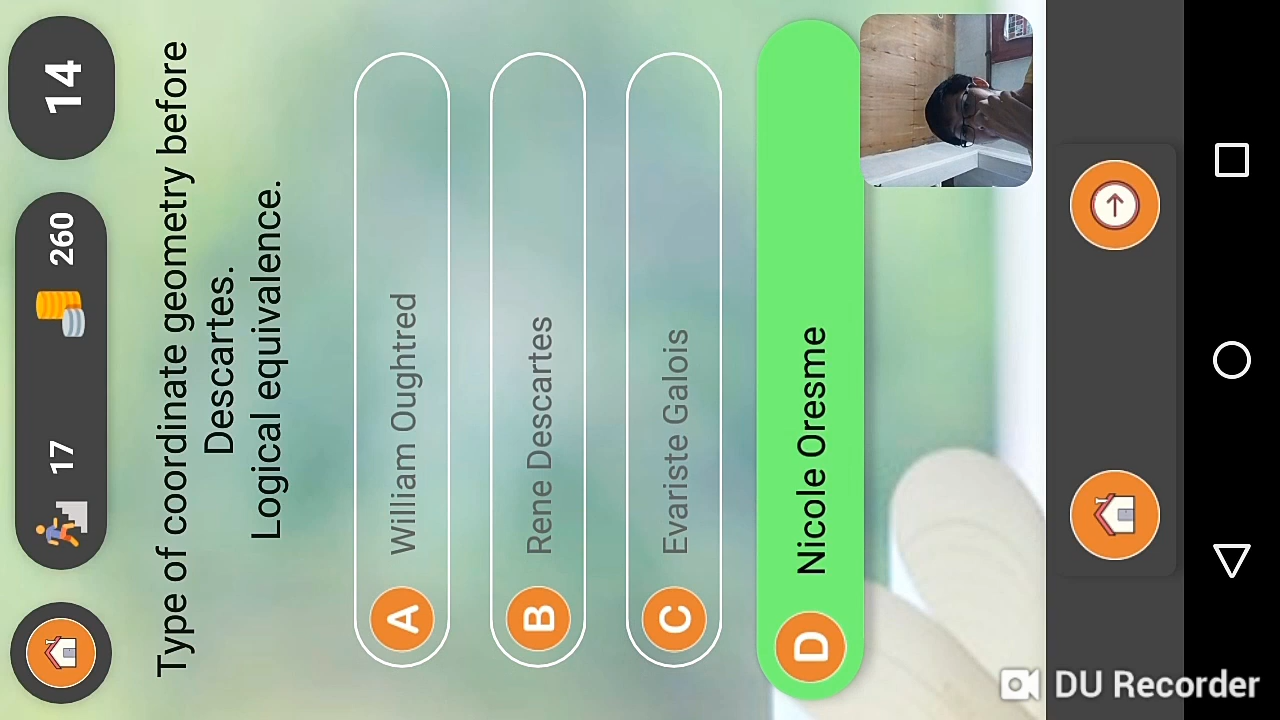 17 260
14
Type of coordinate geometry before
Descartes.
Logical equivalence.
A William Oughtred
B Rene Descartes
C Evariste Galois
D Nicole Oresme
DU Recorder